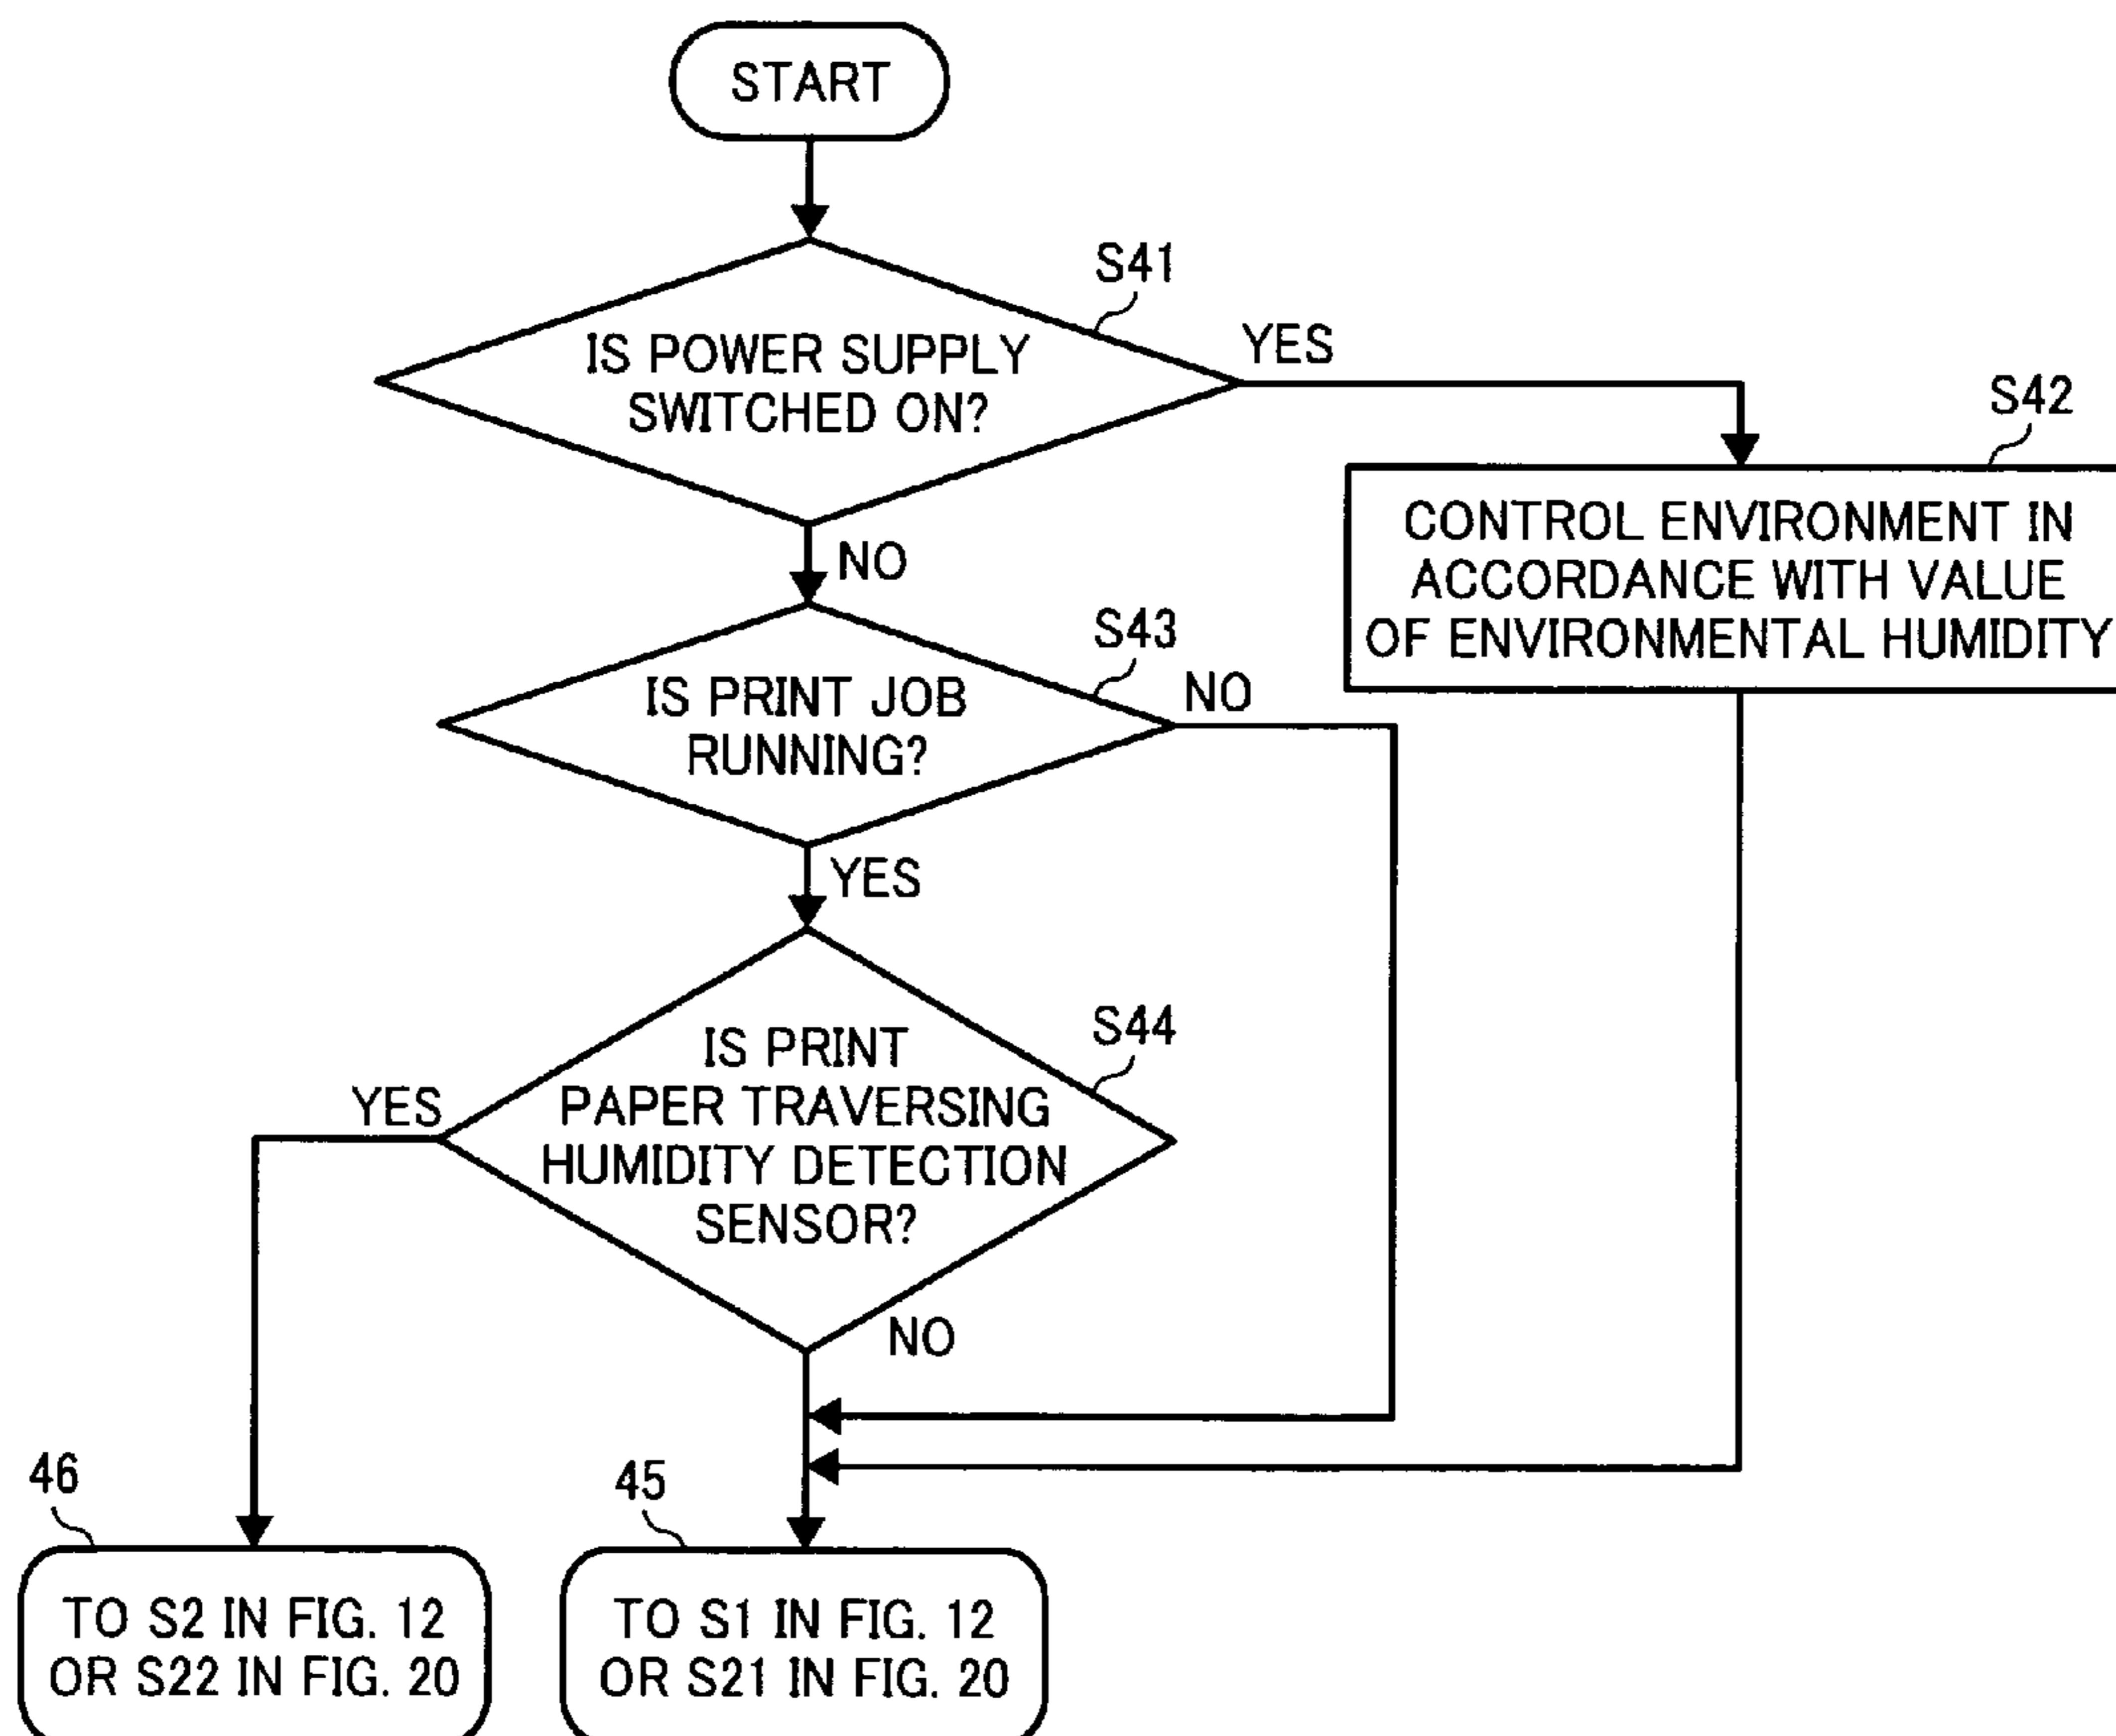 START
S41
IS POWER SUPPLY
SWITCHED ON?
YES
S42
CONTROL ENVIRONMENT IN
ACCORDANCE WITH VALUE
OF ENVIRONMENTAL HUMIDITY
NO
S43
IS PRINT JOB
RUNNING?
NO
YES
S44
IS PRINT
PAPER TRAVERSING
HUMIDITY DETECTION
SENSOR?
YES
NO
46
TO S2 IN FIG. 12
OR S22 IN FIG. 20
45
TO S1 IN FIG. 12
OR S21 IN FIG. 20